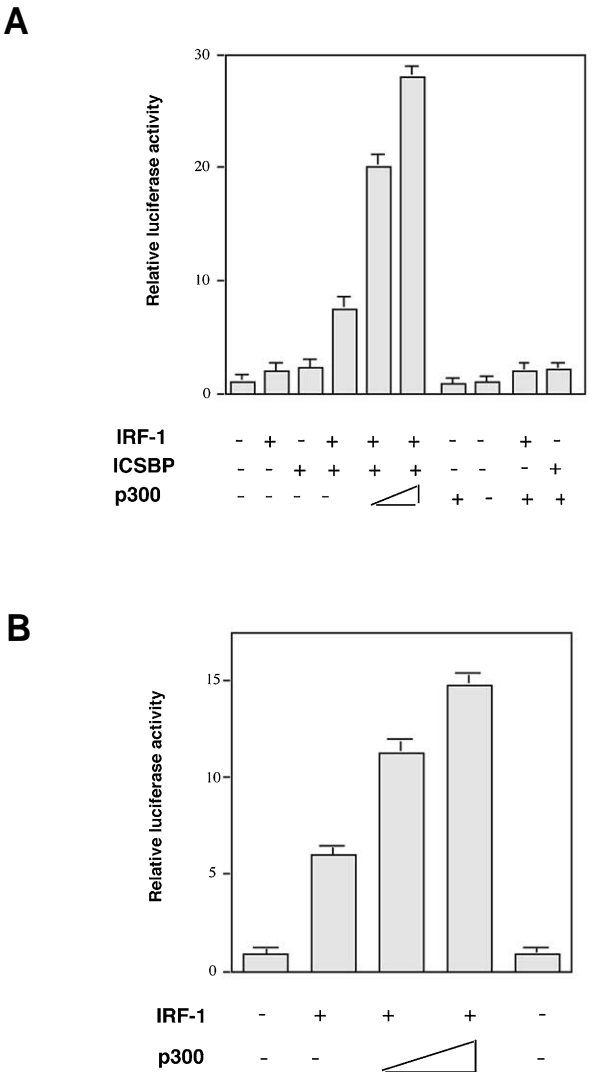 A
Relative luciferase activity
30
20
10
0
IRF-1 - + - + + + - - + -
ICSBP - - + + + + - - - +
p300 - - - - + - + +
B
Relative luciferase activity
15
10
5
0
IRF-1 - + + + -
p300 - - -